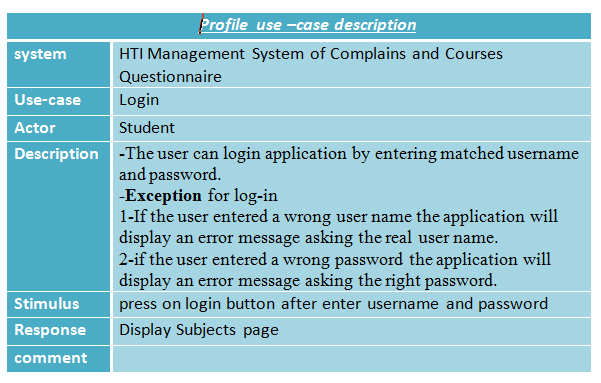 Profile use –case description
system HTI Management System of Complains and Courses
Questionnaire
Use-case Login
Actor Student
Description -The user can login application by entering matched username
and password.
-Exception for log-in
1-If the user entered a wrong user name the application will
display an error message asking the real user name.
2-if the user entered a wrong password the application will
display an error message asking the right password.
Stimulus press on login button after enter username and password
Response Display Subjects page
comment